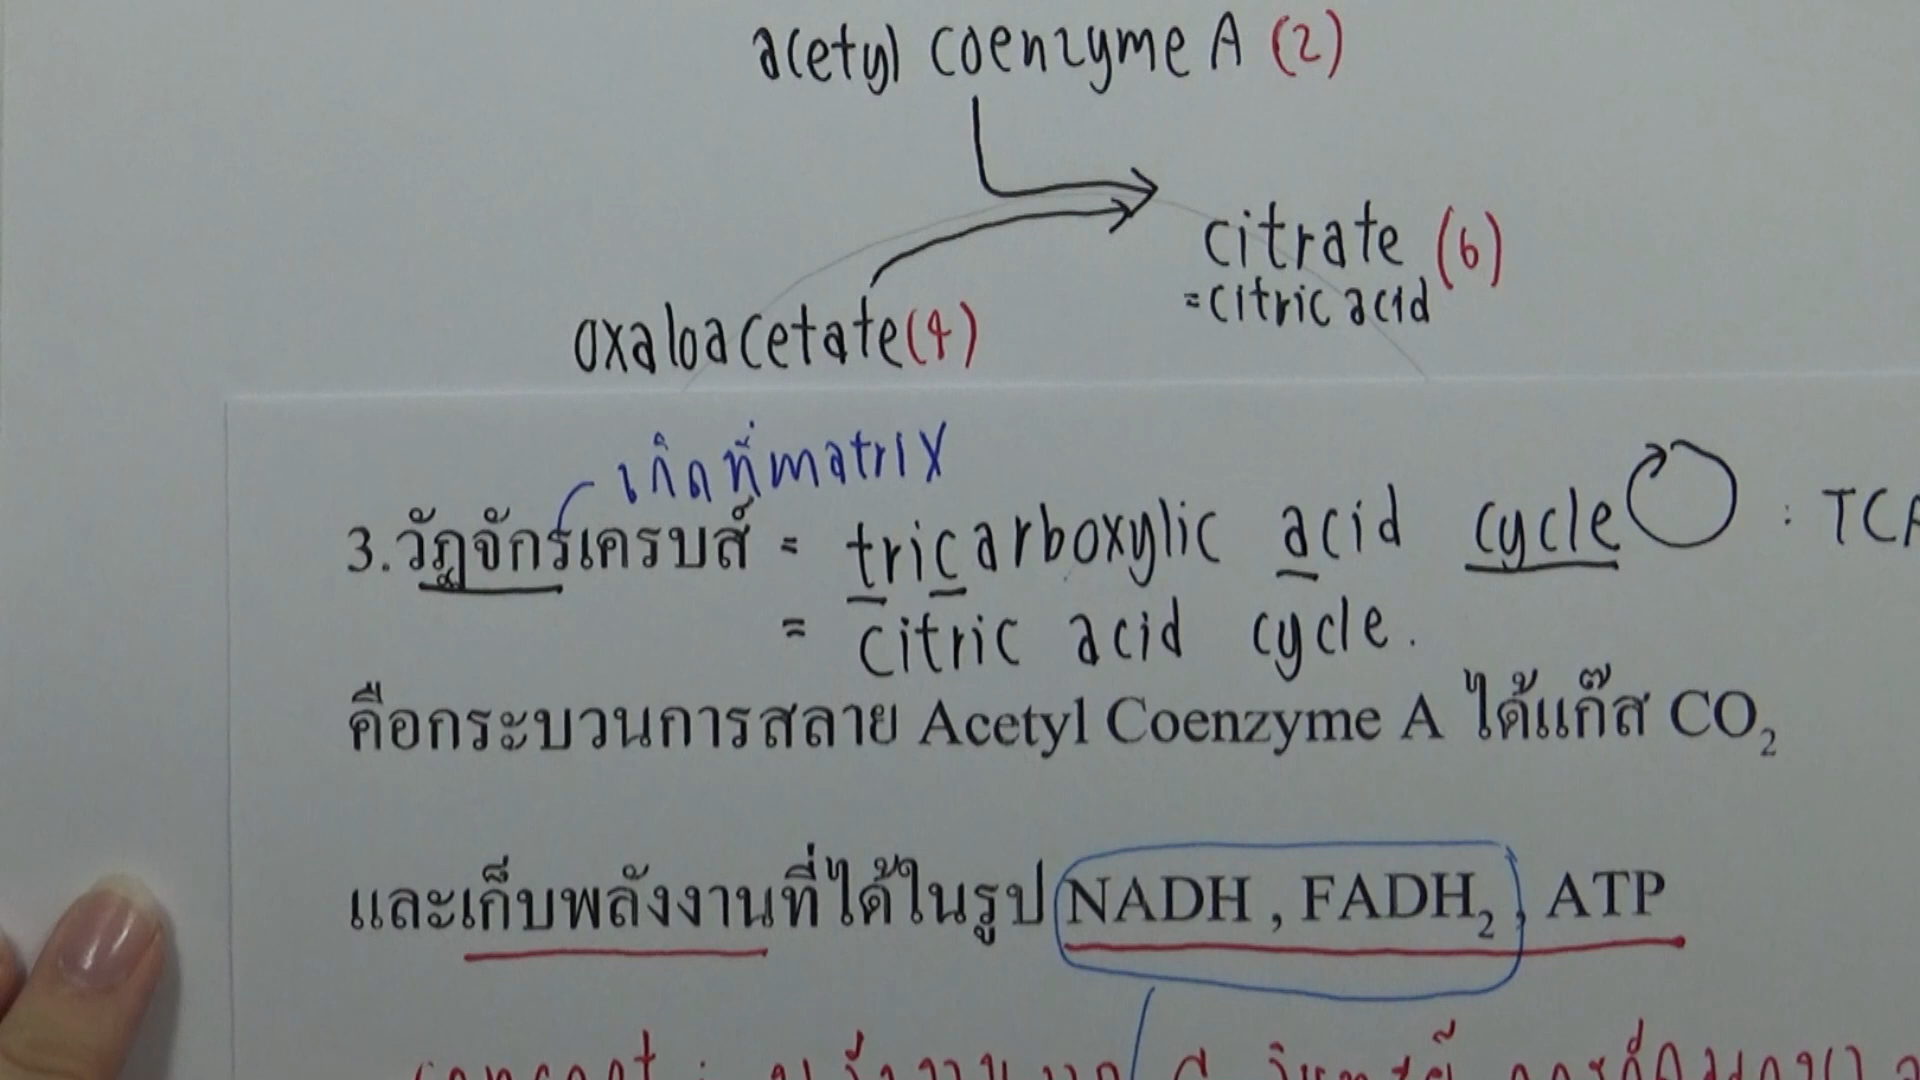 acetyl coenzyme A (2)
citrate (6)
= citric acid
oxaloacetate (4)
เกิดที่ matrix
3. วัฏจักรเครบส์ = tricarboxylic acid cycle : TCA
= citric acid cycle.
คือกระบวนการสลาย Acetyl Coenzyme A ได้แก๊ส CO₂
และเก็บพลังงานที่ได้ในรูป NADH , FADH₂ , ATP
concept :